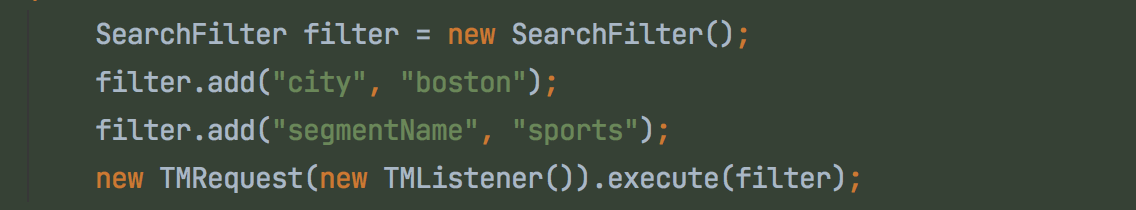 SearchFilter filter = new SearchFilter();
filter.add("city", "boston");
filter.add("segmentName", "sports");
new TMRequest(new TMListener()).execute(filter);